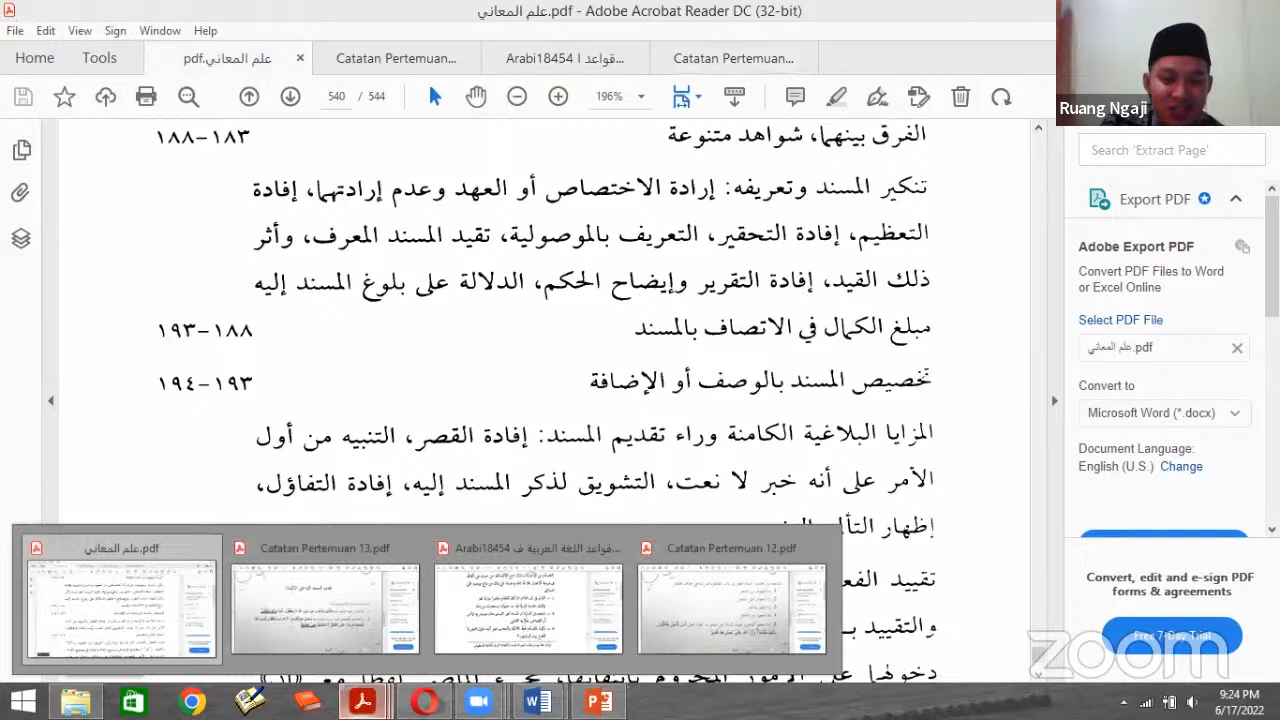 علم المعاني.pdf - Adobe Acrobat Reader DC (32-bit)
File Edit View Sign Window Help
Home Tools علم المعاني.pdf × Catatan Pertemuan... Arabi18454 قواعد ا... Catatan Pertemuan...
540 / 544 196%
Ruang Ngaji
الفرق بينهما، شواهد متنوعة ١٨٣-١٨٨
تنكير المسند وتعريفه: إرادة الاختصاص أو العهد وعدم إرادتهما، إفادة
التعظيم، إفادة التحقير، التعريف بالموصولية، تقيد المسند المعرف، وأثر
ذلك القيد، إفادة التقرير وإيضاح الحكم، الدلالة على بلوغ المسند إليه
مبلغ الكمال في الاتصاف بالمسند ١٨٨-١٩٣
تخصيص المسند بالوصف أو الإضافة ١٩٣-١٩٤
المزايا البلاغية الكامنة وراء تقديم المسند: إفادة القصر، التنبيه من أول
الأمر على أنه خبر لا نعت، التشويق لذكر المسند إليه، إفادة التفاؤل،
إظهار
والتقييد
Search 'Extract Page'
Export PDF
Adobe Export PDF
Convert PDF Files to Word
or Excel Online
Select PDF File
علم المعاني.pdf
Convert to
Microsoft Word (*.docx)
Document Language:
English (U.S.) Change
Convert, edit and e-sign PDF
forms & agreements
Free 7-Day Trial
علم المعاني.pdf
Catatan Pertemuan 13.pdf
Arabi18454 قواعد اللغة العربية ف...
Catatan Pertemuan 12.pdf
zoom
9:24 PM
6/17/2022